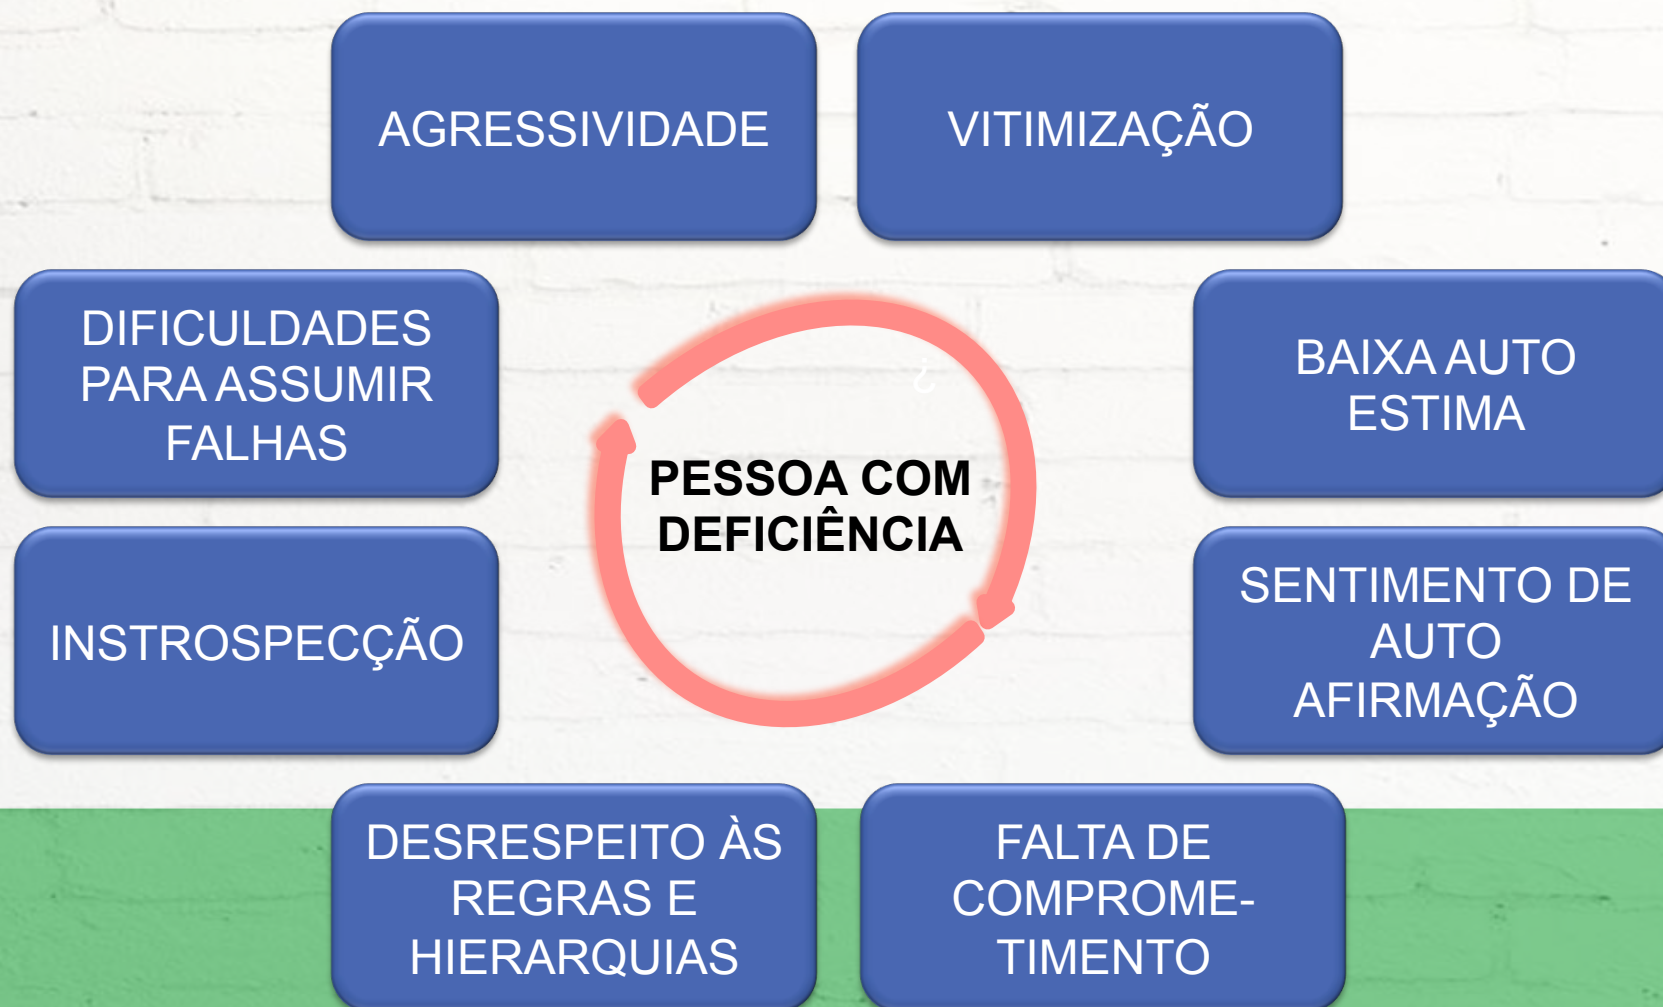 AGRESSIVIDADE
VITIMIZAÇÃO
DIFICULDADES
PARA ASSUMIR
FALHAS
¿
BAIXA AUTO
ESTIMA
PESSOA COM
DEFICIÊNCIA
INSTROSPECÇÃO
SENTIMENTO DE
AUTO
AFIRMAÇÃO
DESRESPEITO ÀS
REGRAS E
HIERARQUIAS
FALTA DE
COMPROME-
TIMENTO